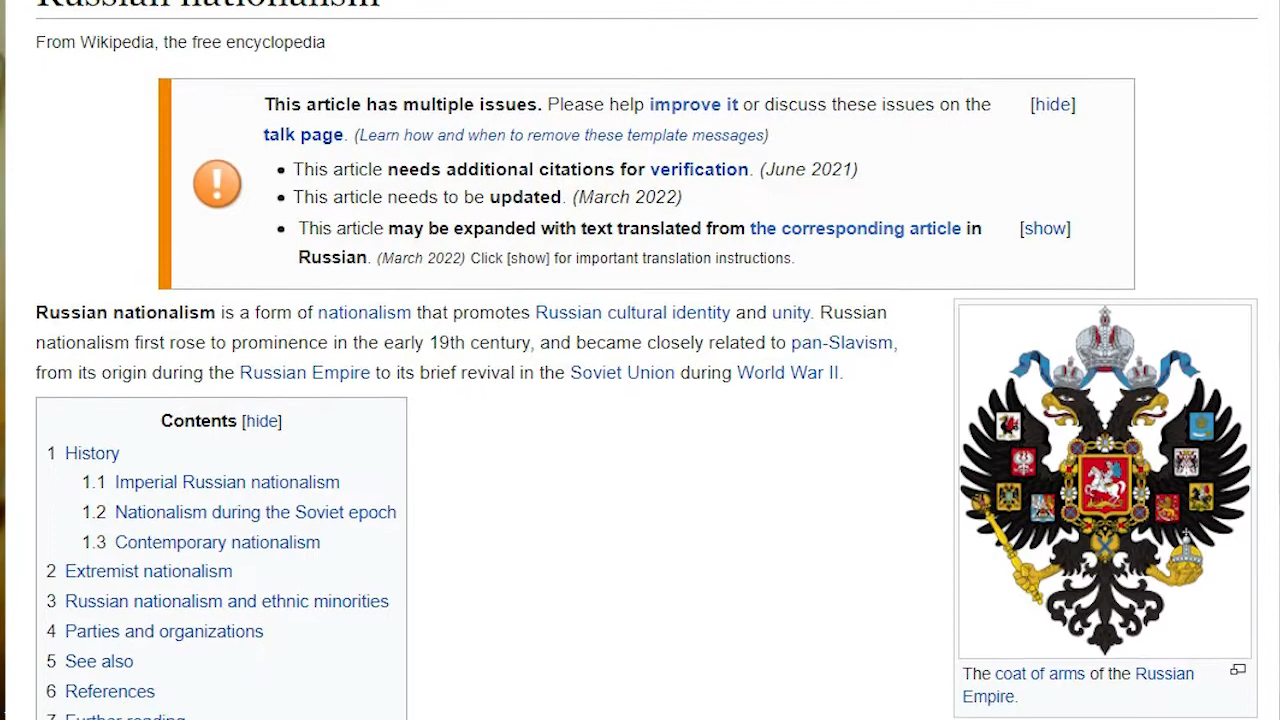 Russian nationalism
From Wikipedia, the free encyclopedia
This article has multiple issues. Please help improve it or discuss these issues on the [hide]
talk page. (Learn how and when to remove these template messages)
• This article needs additional citations for verification. (June 2021)
• This article needs to be updated. (March 2022)
• This article may be expanded with text translated from the corresponding article in [show]
Russian. (March 2022) Click [show] for important translation instructions.
Russian nationalism is a form of nationalism that promotes Russian cultural identity and unity. Russian
nationalism first rose to prominence in the early 19th century, and became closely related to pan-Slavism,
from its origin during the Russian Empire to its brief revival in the Soviet Union during World War II.
Contents [hide]
1 History
1.1 Imperial Russian nationalism
1.2 Nationalism during the Soviet epoch
1.3 Contemporary nationalism
2 Extremist nationalism
3 Russian nationalism and ethnic minorities
4 Parties and organizations
5 See also
6 References
7 Further reading
The coat of arms of the Russian
Empire.